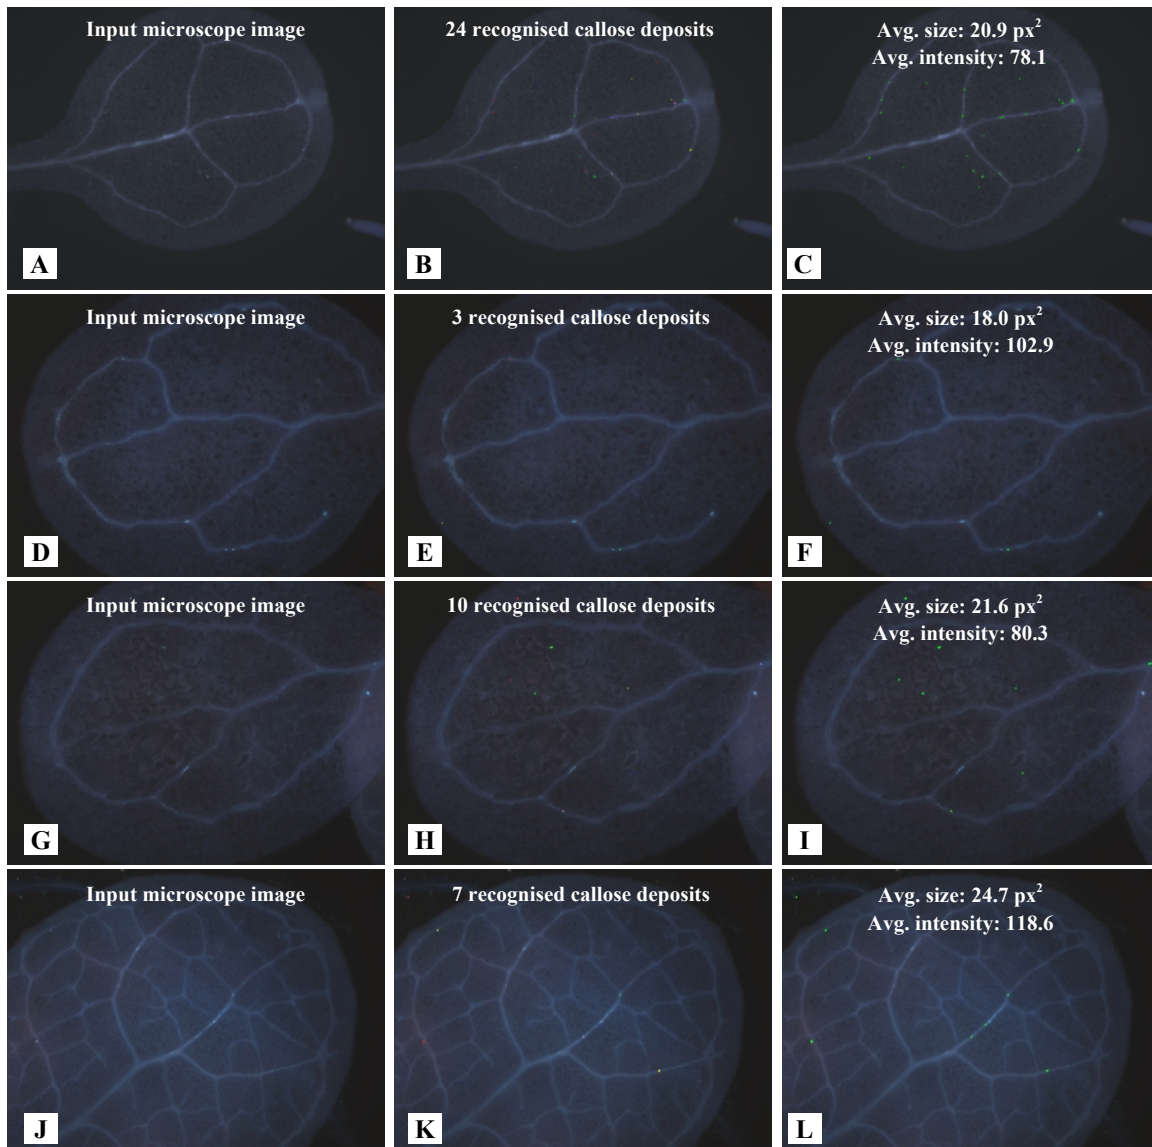 Input microscope image
24 recognised callose deposits
Avg. size: 20.9 px²
Avg. intensity: 78.1
A
B
C
Input microscope image
3 recognised callose deposits
Avg. size: 18.0 px²
Avg. intensity: 102.9
D
E
F
Input microscope image
10 recognised callose deposits
Avg. size: 21.6 px²
Avg. intensity: 80.3
G
H
I
Input microscope image
7 recognised callose deposits
Avg. size: 24.7 px²
Avg. intensity: 118.6
J
K
L